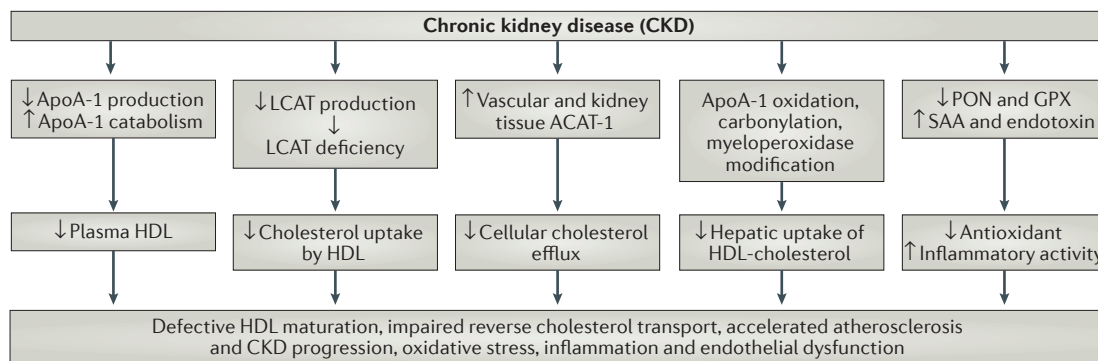 Chronic kidney disease (CKD)
↓ApoA-1 production
↑ApoA-1 catabolism
↓LCAT production
↓
LCAT deficiency
↑Vascular and kidney
tissue ACAT-1
ApoA-1 oxidation,
carbonylation,
myeloperoxidase
modification
↓PON and GPX
↑SAA and endotoxin
↓Plasma HDL
↓Cholesterol uptake
by HDL
↓Cellular cholesterol
efflux
↓Hepatic uptake of
HDL-cholesterol
↓Antioxidant
↑Inflammatory activity
Defective HDL maturation, impaired reverse cholesterol transport, accelerated atherosclerosis
and CKD progression, oxidative stress, inflammation and endothelial dysfunction